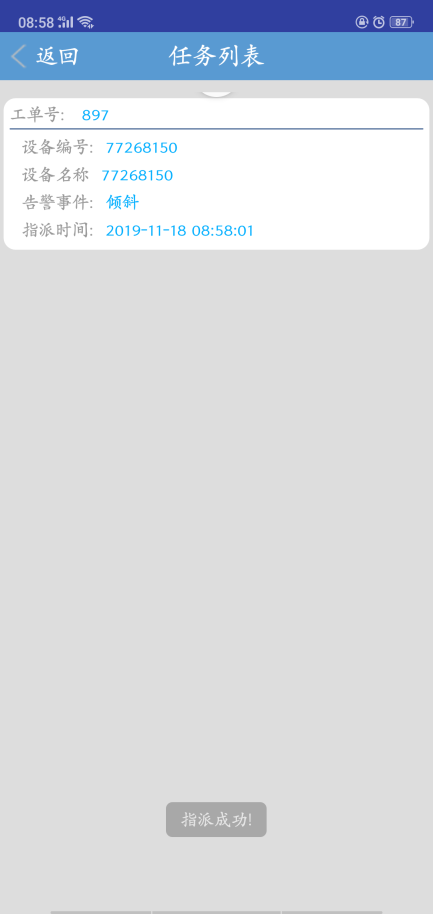 08:58 4G 87
返回 任务列表
工单号: 897
设备编号: 77268150
设备名称 77268150
告警事件: 倾斜
指派时间: 2019-11-18 08:58:01
指派成功!